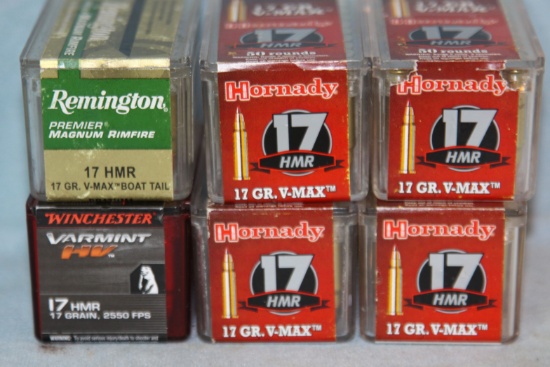 Remington
PREMIER
MAGNUM RIMFIRE
17 HMR
17 GR. V-MAX™ BOAT TAIL
V-MAX™
50 rounds
Hornady
17
HMR
17 GR. V-MAX™
50 rounds
Hornady
17
HMR
17 GR. V-MAX™
WINCHESTER
VARMINT
HV™
17 HMR
17 GRAIN, 2550 FPS
Hornady
17
HMR
17 GR. V-MAX™
Hornady
17
HMR
17 GR. V-MAX™